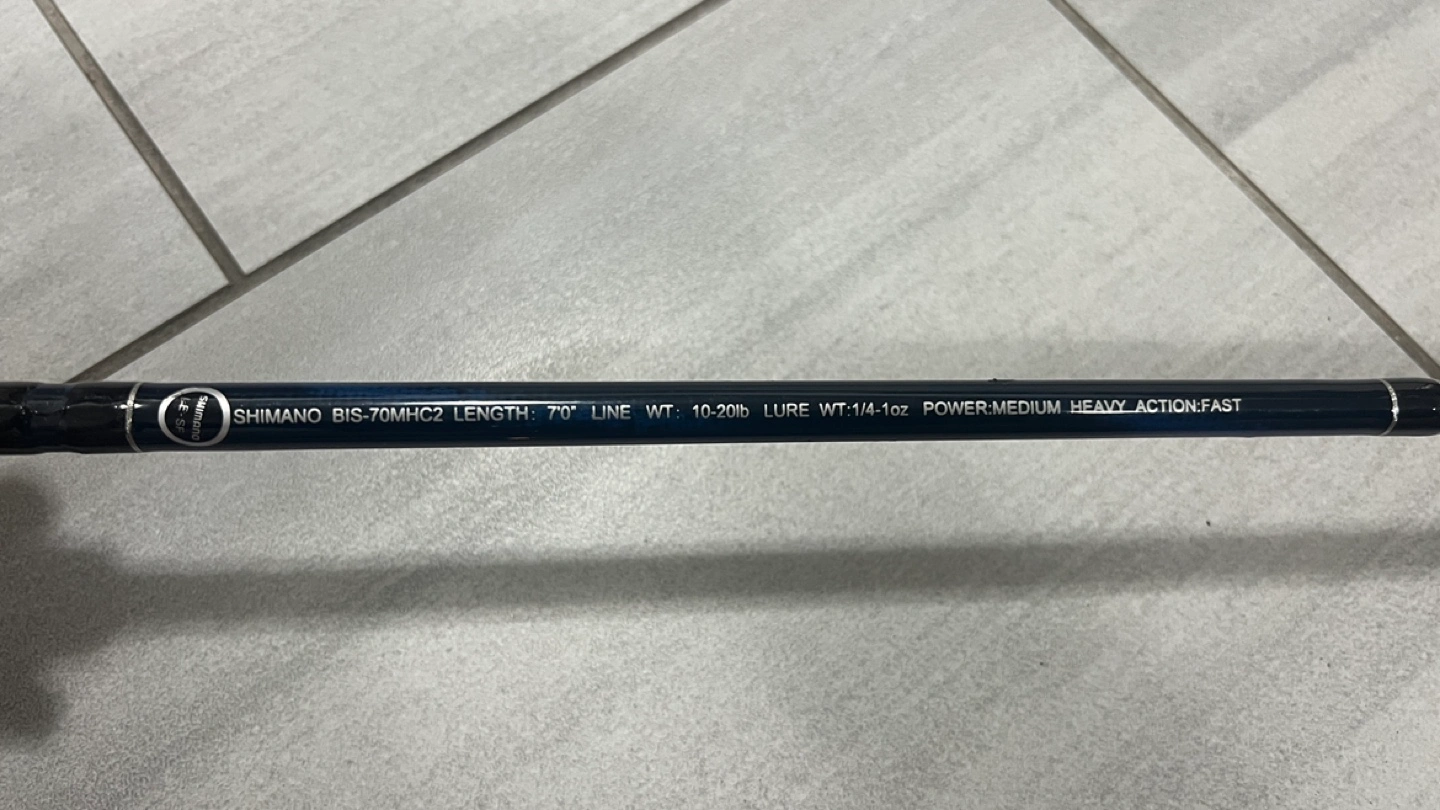 SHIMANO
SHIMANO BIS-70MHC2 LENGTH: 7'0" LINE WT: 10-20lb LURE WT:1/4-1oz POWER:MEDIUM HEAVY ACTION:FAST